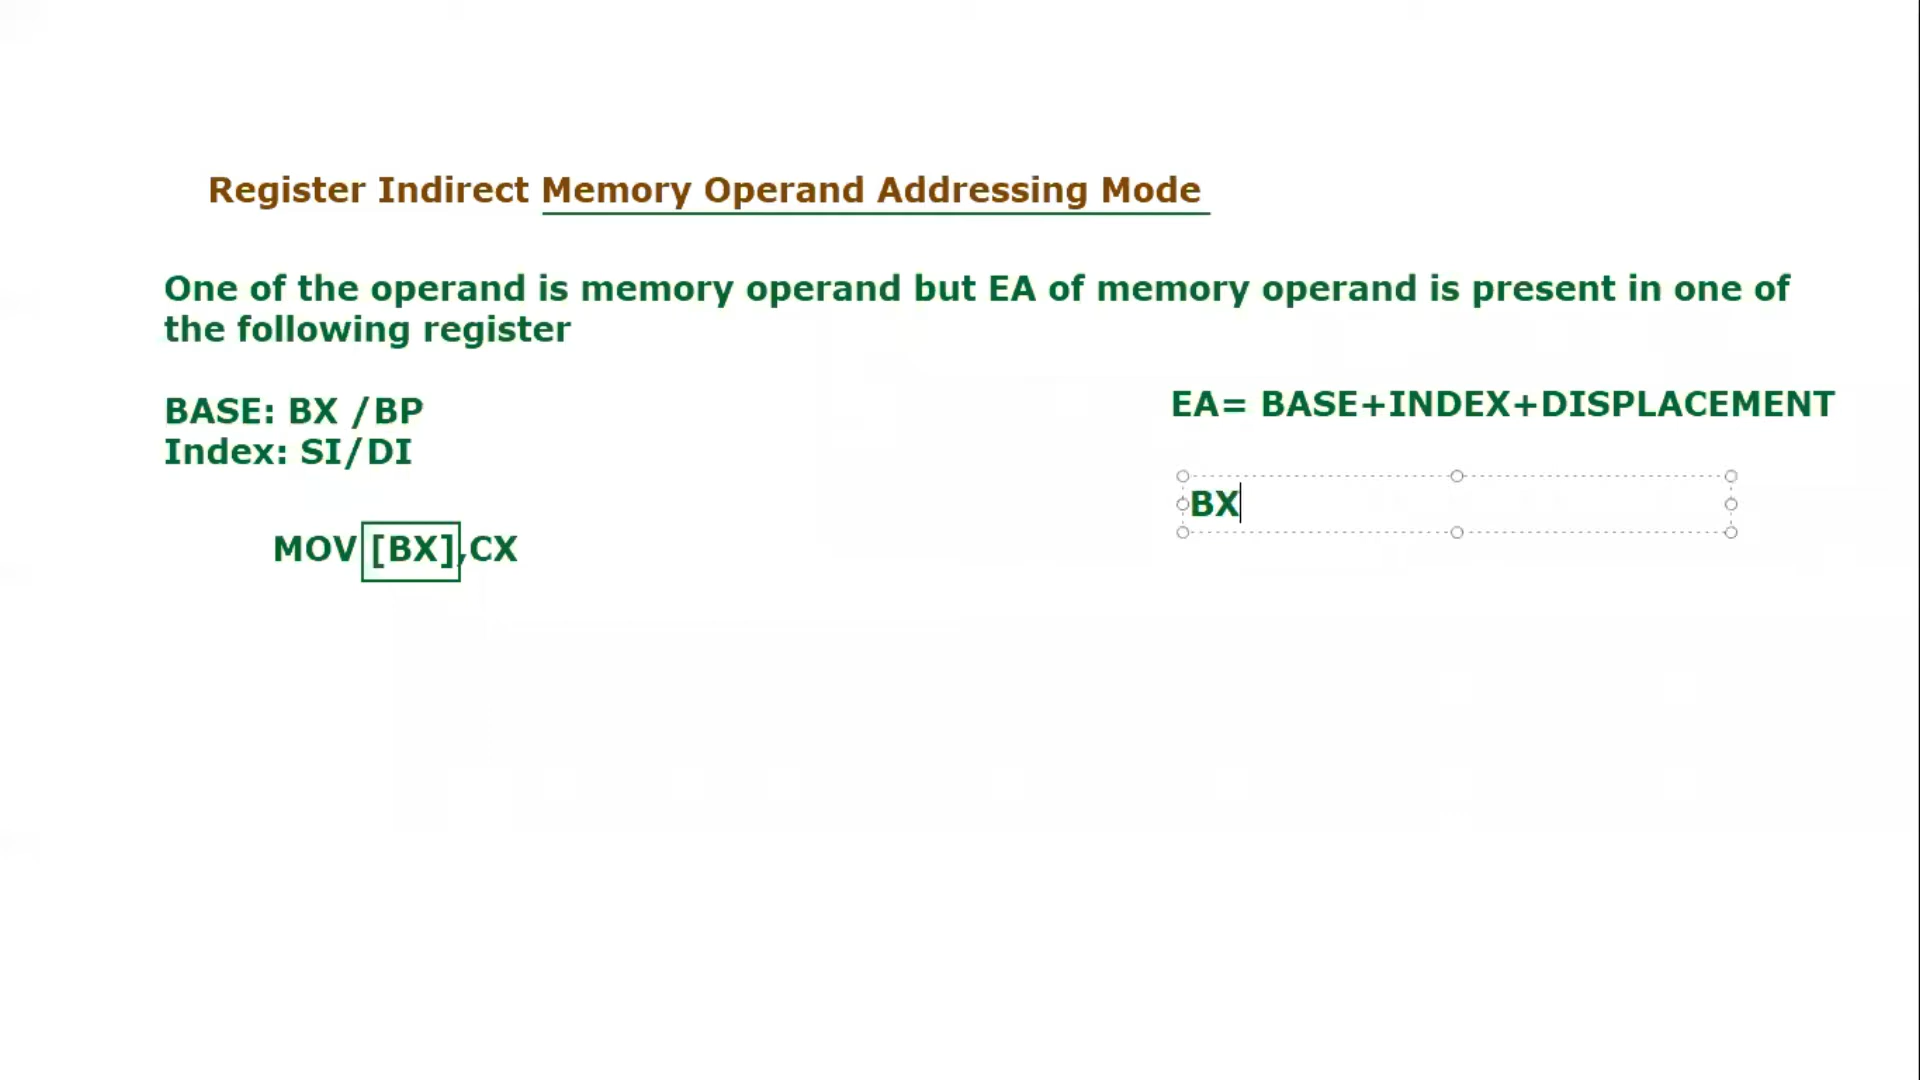 Register Indirect Memory Operand Addressing Mode
One of the operand is memory operand but EA of memory operand is present in one of
the following register
BASE: BX /BP
Index: SI/DI
MOV [BX],CX
EA= BASE+INDEX+DISPLACEMENT
BX